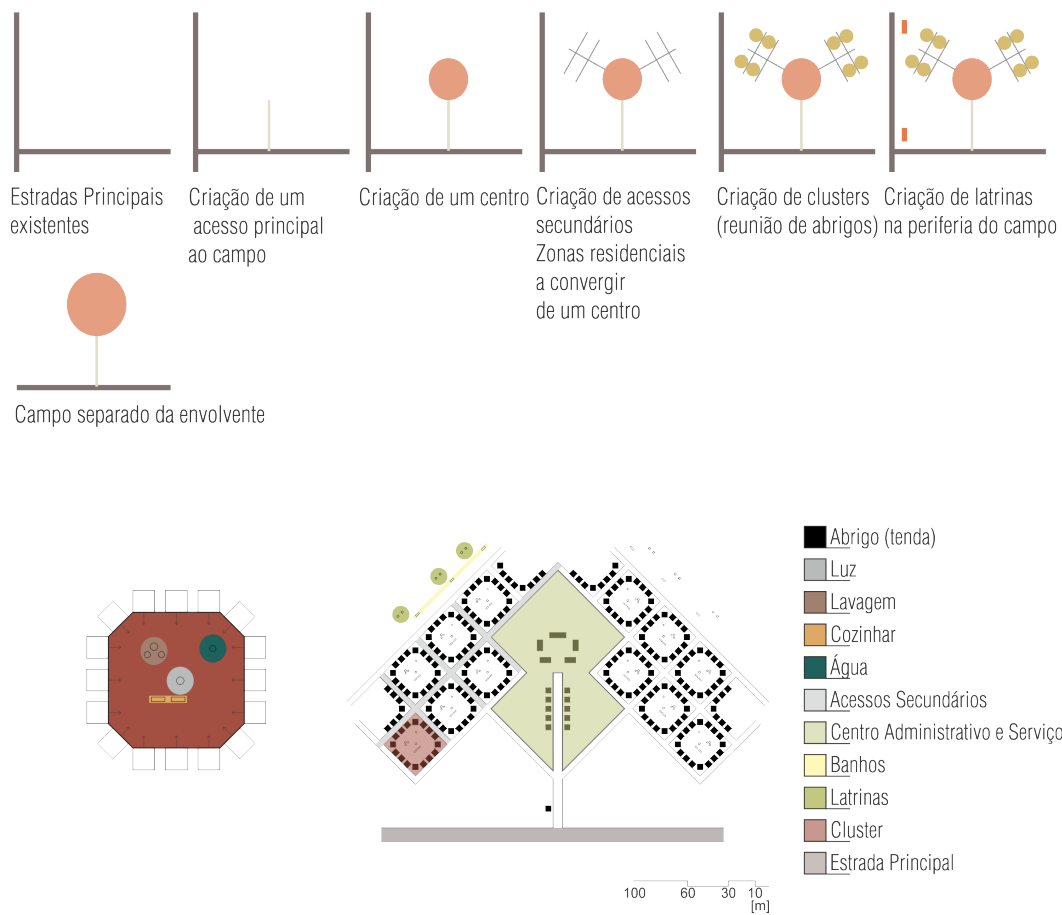 Estradas Principais
existentes
Criação de um
acesso principal
ao campo
Criação de um centro
Criação de acessos
secundários
Zonas residenciais
a convergir
de um centro
Criação de clusters
(reunião de abrigos)
Criação de latrinas
na periferia do campo
Campo separado da envolvente
Abrigo (tenda)
Luz
Lavagem
Cozinhar
Água
Acessos Secundários
Centro Administrativo e Serviço
Banhos
Latrinas
Cluster
Estrada Principal
100 60 30 10
[m]